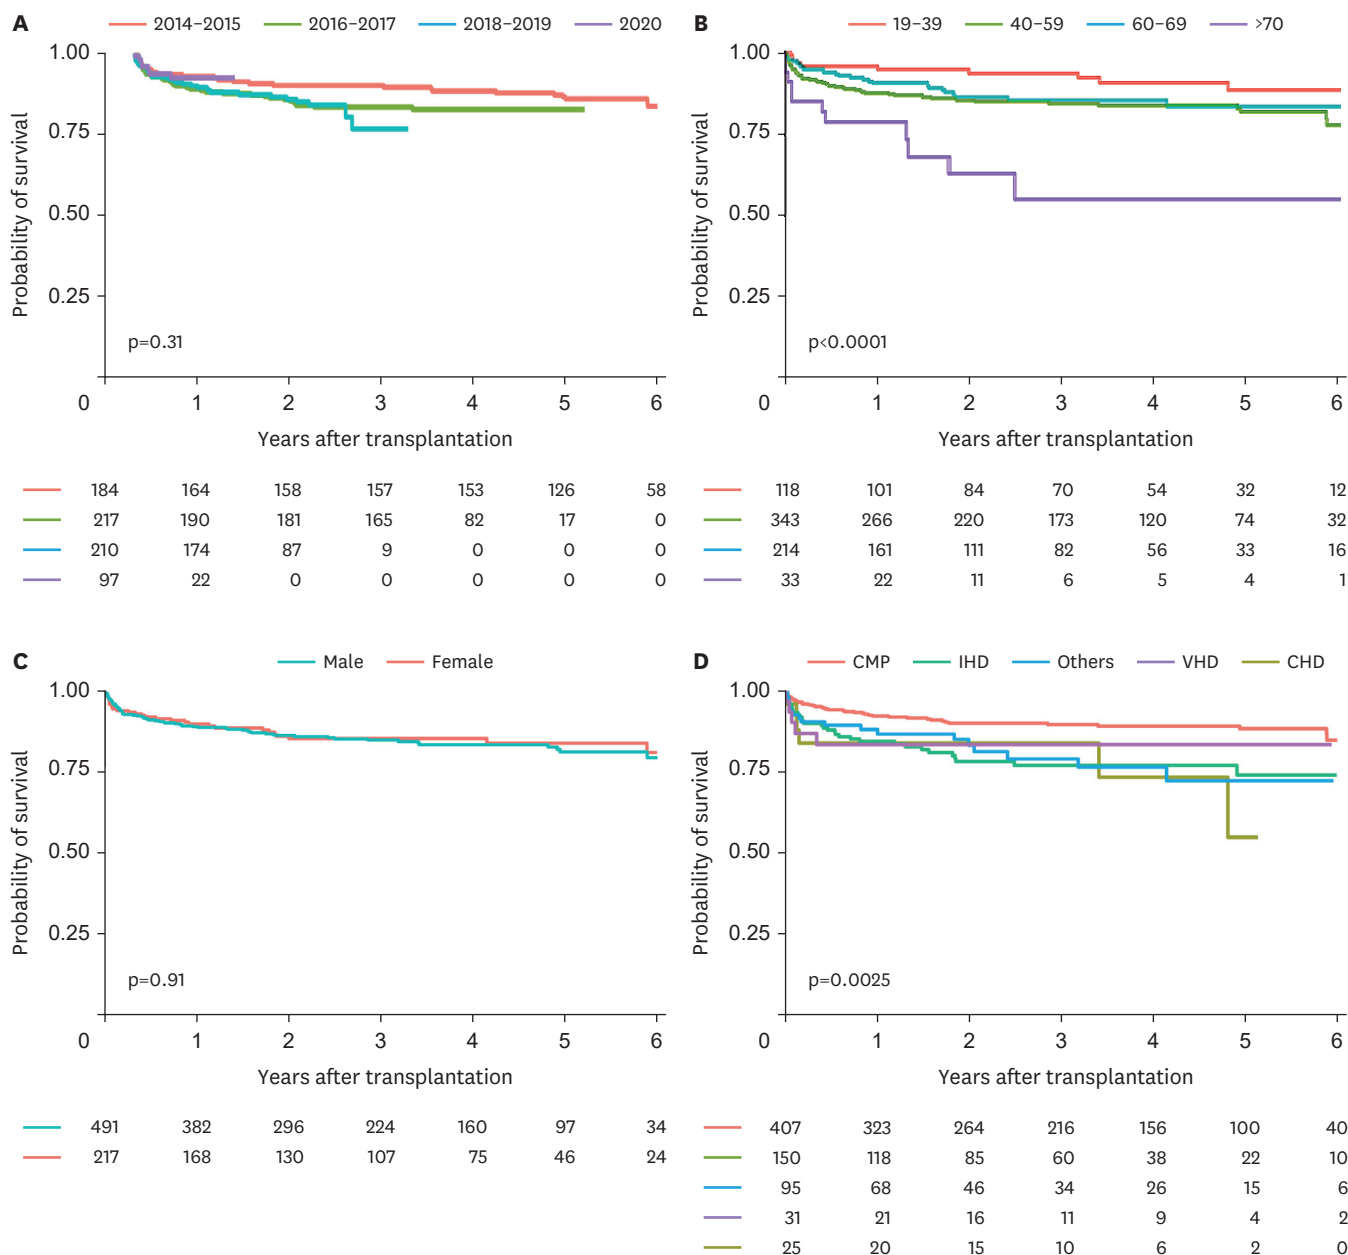 A
2014–2015 2016–2017 2018–2019 2020
1.00
0.75
0.50
0.25
Probability of survival
p=0.31
0 1 2 3 4 5 6
Years after transplantation
184 164 158 157 153 126 58
217 190 181 165 82 17 0
210 174 87 9 0 0 0
97 22 0 0 0 0 0
B
19–39 40–59 60–69 >70
1.00
0.75
0.50
0.25
Probability of survival
p<0.0001
0 1 2 3 4 5 6
Years after transplantation
118 101 84 70 54 32 12
343 266 220 173 120 74 32
214 161 111 82 56 33 16
33 22 11 6 5 4 1
C
Male Female
1.00
0.75
0.50
0.25
Probability of survival
p=0.91
0 1 2 3 4 5 6
Years after transplantation
491 382 296 224 160 97 34
217 168 130 107 75 46 24
D
CMP IHD Others VHD CHD
1.00
0.75
0.50
0.25
Probability of survival
p=0.0025
0 1 2 3 4 5 6
Years after transplantation
407 323 264 216 156 100 40
150 118 85 60 38 22 10
95 68 46 34 26 15 6
31 21 16 11 9 4 2
25 20 15 10 6 2 0